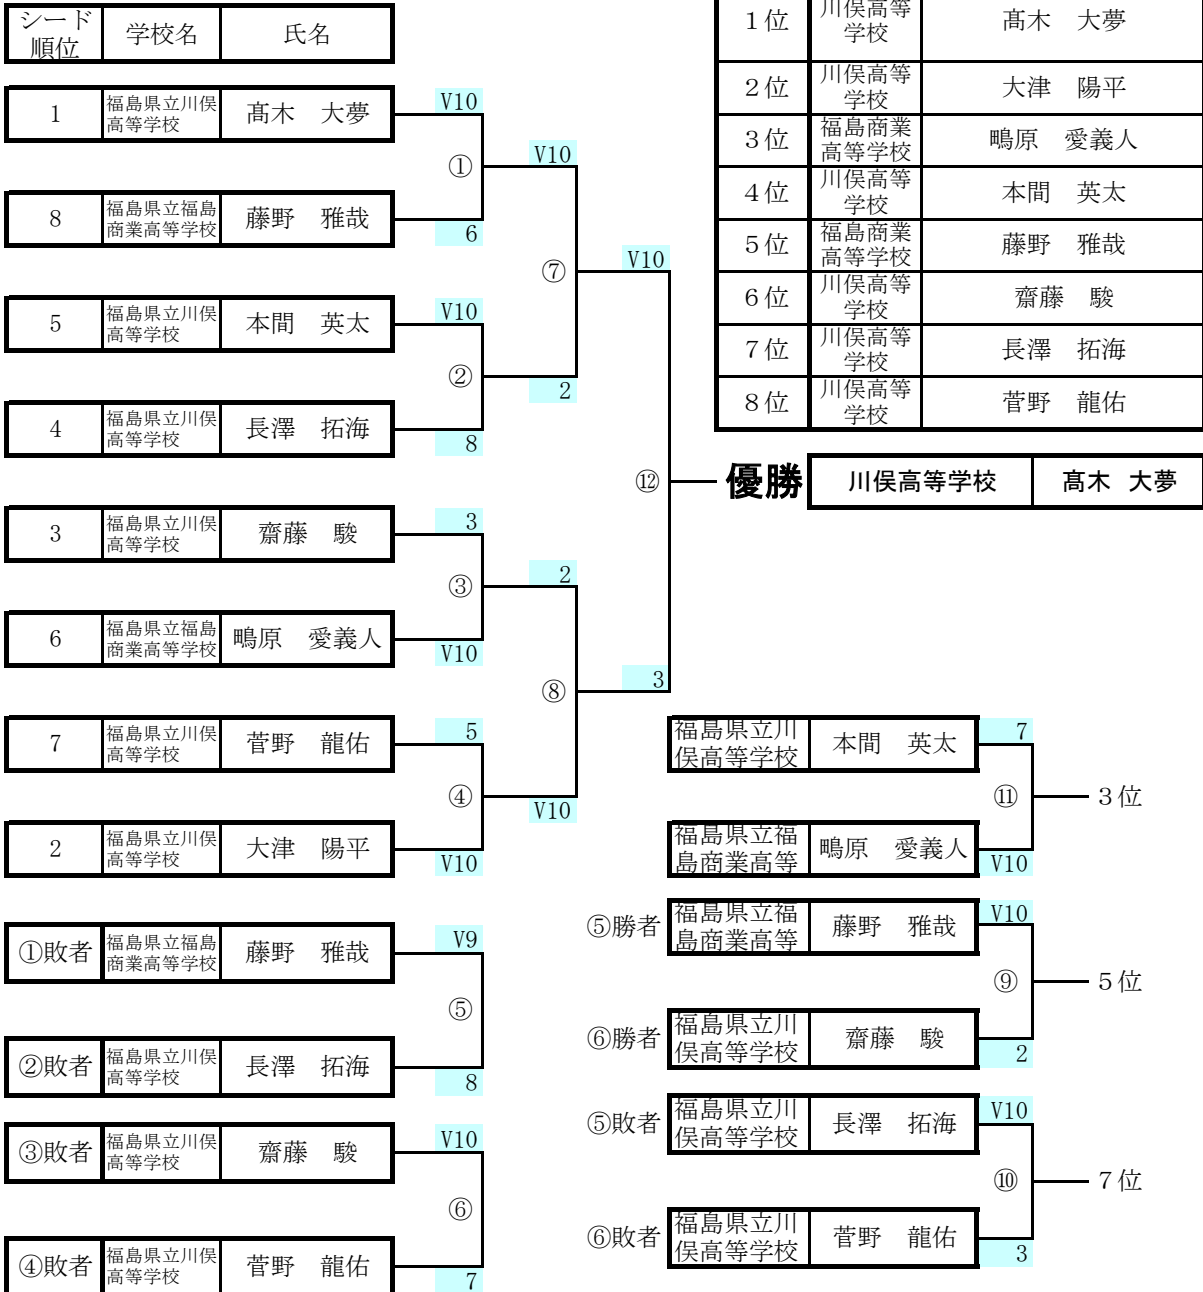 シード
順位
学校名
氏名
1
福島県立川俣
高等学校
髙木　大夢
V10
①
8
福島県立福島
商業高等学校
藤野　雅哉
6
V10
⑦
5
福島県立川俣
高等学校
本間　英太
V10
②
4
福島県立川俣
高等学校
長澤　拓海
8
2
V10
⑫
3
福島県立川俣
高等学校
齋藤　駿
3
③
6
福島県立福島
商業高等学校
鴫原　愛義人
V10
2
⑧
7
福島県立川俣
高等学校
菅野　龍佑
5
④
2
福島県立川俣
高等学校
大津　陽平
V10
V10
3
①敗者
福島県立福島
商業高等学校
藤野　雅哉
V9
⑤
②敗者
福島県立川俣
高等学校
長澤　拓海
8
③敗者
福島県立川俣
高等学校
齋藤　駿
V10
⑥
④敗者
福島県立川俣
高等学校
菅野　龍佑
7
1位
川俣高等
学校
髙木　大夢
2位
川俣高等
学校
大津　陽平
3位
福島商業
高等学校
鴫原　愛義人
4位
川俣高等
学校
本間　英太
5位
福島商業
高等学校
藤野　雅哉
6位
川俣高等
学校
齋藤　駿
7位
川俣高等
学校
長澤　拓海
8位
川俣高等
学校
菅野　龍佑
優勝
川俣高等学校
髙木　大夢
福島県立川
俣高等学校
本間　英太
7
⑪
3位
福島県立福
島商業高等
鴫原　愛義人
V10
⑤勝者
福島県立福
島商業高等
藤野　雅哉
V10
⑨
5位
⑥勝者
福島県立川
俣高等学校
齋藤　駿
2
⑤敗者
福島県立川
俣高等学校
長澤　拓海
V10
⑩
7位
⑥敗者
福島県立川
俣高等学校
菅野　龍佑
3